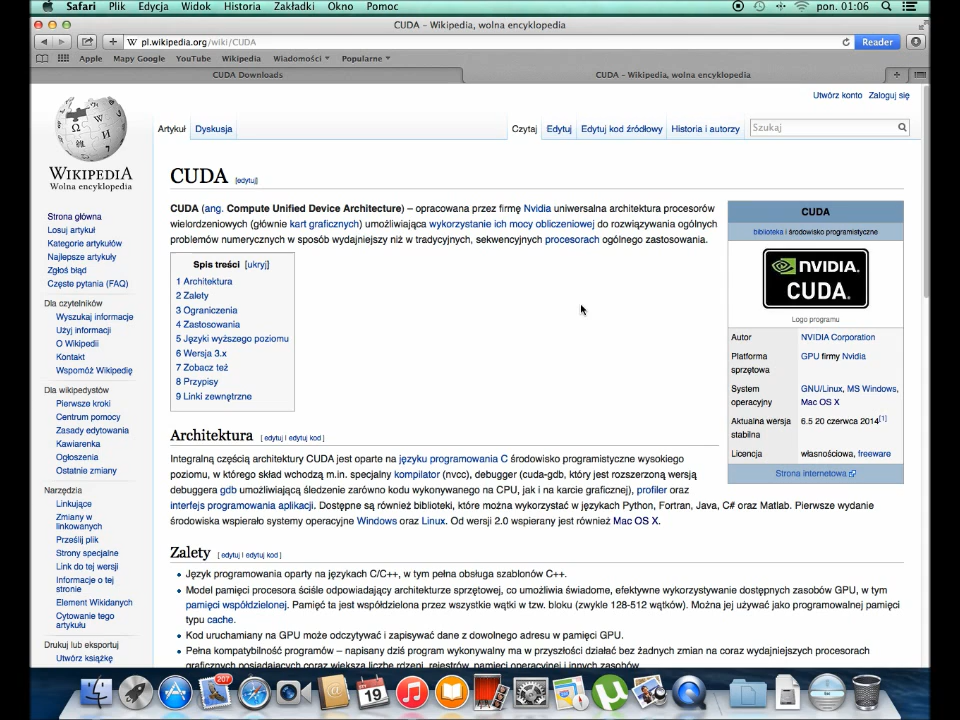 Safari Plik Edycja Widok Historia Zakładki Okno Pomoc pon. 01:06
CUDA – Wikipedia, wolna encyklopedia
W pl.wikipedia.org/wiki/CUDA Reader
Apple Mapy Google YouTube Wikipedia Wiadomości Popularne
CUDA Downloads CUDA – Wikipedia, wolna encyklopedia
Utwórz konto Zaloguj się
Artykuł Dyskusja Czytaj Edytuj Edytuj kod źródłowy Historia i autorzy Szukaj
WIKIPEDIA
Wolna encyklopedia
Strona główna
Losuj artykuł
Kategorie artykułów
Najlepsze artykuły
Zgłoś błąd
Częste pytania (FAQ)
Dla czytelników
Wyszukaj informacje
Użyj informacji
O Wikipedii
Kontakt
Wspomóż Wikipedię
Dla wikipedystów
Pierwsze kroki
Centrum pomocy
Zasady edytowania
Kawiarenka
Ogłoszenia
Ostatnie zmiany
Narzędzia
Linkujące
Zmiany w
linkowanych
Prześlij plik
Strony specjalne
Link do tej wersji
Informacje o tej
stronie
Element Wikidanych
Cytowanie tego
artykułu
Drukuj lub eksportuj
Utwórz książkę
CUDA [edytuj]
CUDA (ang. Compute Unified Device Architecture) – opracowana przez firmę Nvidia uniwersalna architektura procesorów
wielordzeniowych (głównie kart graficznych) umożliwiająca wykorzystanie ich mocy obliczeniowej do rozwiązywania ogólnych
problemów numerycznych w sposób wydajniejszy niż w tradycyjnych, sekwencyjnych procesorach ogólnego zastosowania.
Spis treści [ukryj]
1 Architektura
2 Zalety
3 Ograniczenia
4 Zastosowania
5 Języki wyższego poziomu
6 Wersja 3.x
7 Zobacz też
8 Przypisy
9 Linki zewnętrzne
CUDA
biblioteka i środowisko programistyczne
NVIDIA.
CUDA.
Logo programu
Autor NVIDIA Corporation
Platforma
sprzętowa GPU firmy Nvidia
System
operacyjny GNU/Linux, MS Windows,
Mac OS X
Aktualna wersja
stabilna 6.5 20 czerwca 2014[1]
Licencja własnościowa, freeware
Strona internetowa
Architektura [ edytuj | edytuj kod ]
Integralną częścią architektury CUDA jest oparte na języku programowania C środowisko programistyczne wysokiego
poziomu, w którego skład wchodzą m.in. specjalny kompilator (nvcc), debugger (cuda-gdb, który jest rozszerzoną wersją
debuggera gdb umożliwiającą śledzenie zarówno kodu wykonywanego na CPU, jak i na karcie graficznej), profiler oraz
interfejs programowania aplikacji. Dostępne są również biblioteki, które można wykorzystać w językach Python, Fortran, Java, C# oraz Matlab. Pierwsze wydanie
środowiska wspierało systemy operacyjne Windows oraz Linux. Od wersji 2.0 wspierany jest również Mac OS X.
Zalety [ edytuj | edytuj kod ]
Język programowania oparty na językach C/C++, w tym pełna obsługa szablonów C++.
Model pamięci procesora ściśle odpowiadający architekturze sprzętowej, co umożliwia świadome, efektywne wykorzystywanie dostępnych zasobów GPU, w tym
pamięci współdzielonej. Pamięć ta jest współdzielona przez wszystkie wątki w tzw. bloku (zwykle 128-512 wątków). Można jej używać jako programowalnej pamięci
typu cache.
Kod uruchamiany na GPU może odczytywać i zapisywać dane z dowolnego adresu w pamięci GPU.
Pełna kompatybilność programów – napisany dziś program wykonywalny ma w przyszłości działać bez żadnych zmian na coraz wydajniejszych procesorach
graficznych posiadających coraz większą liczbę rdzeni, rejestrów, pamięci operacyjnej i innych zasobów.
207
19